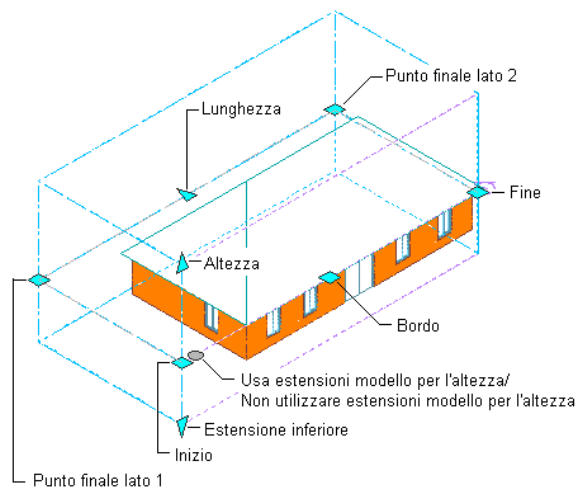 Punto finale lato 2
Lunghezza
Fine
Altezza
Bordo
Usa estensioni modello per l'altezza/
Non utilizzare estensioni modello per l'altezza
Estensione inferiore
Inizio
Punto finale lato 1